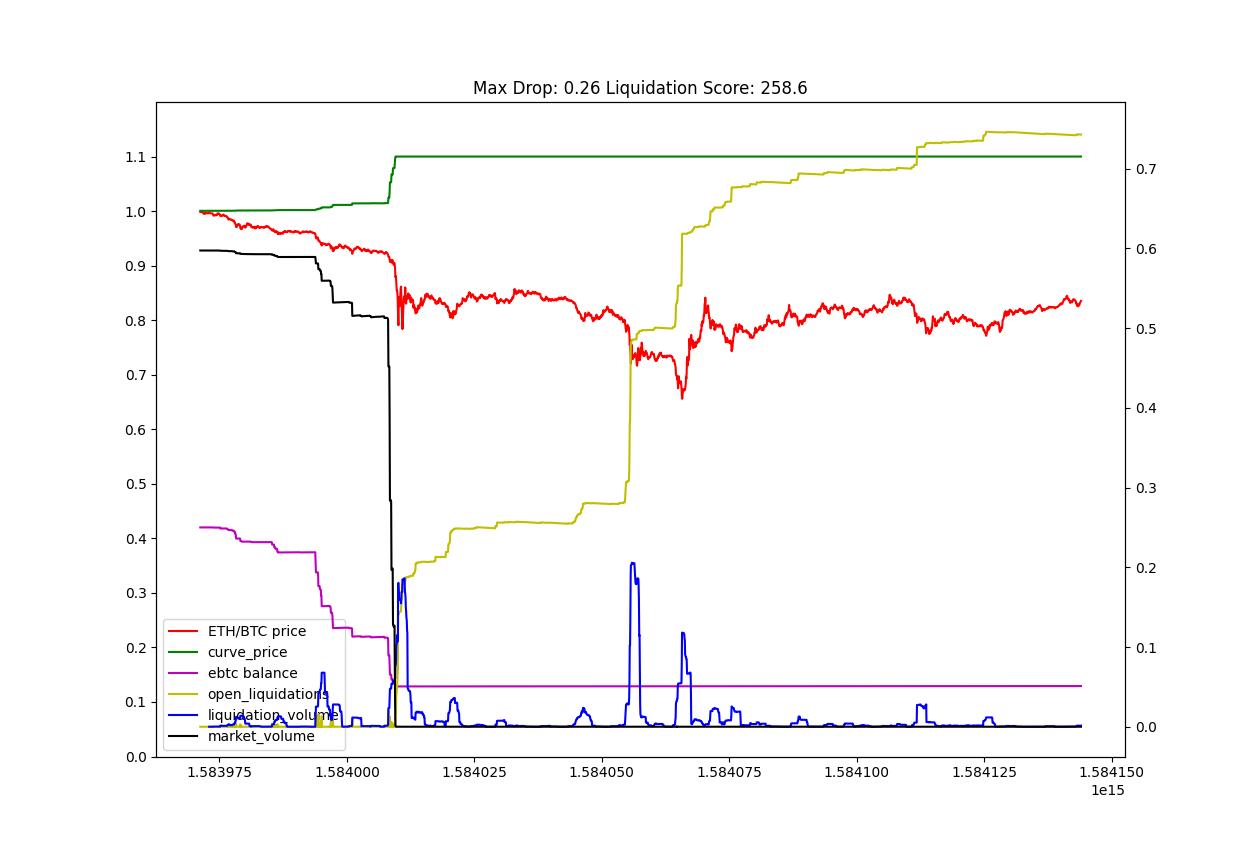 Max Drop: 0.26 Liquidation Score: 258.6
1.1
1.0
0.9
0.8
0.7
0.6
0.5
0.4
0.3
0.2
0.1
0.0
0.7
0.6
0.5
0.4
0.3
0.2
0.1
0.0
ETH/BTC price
curve_price
ebtc balance
open_liquidations
liquidation_volume
market_volume
1.583975 1.584000 1.584025 1.584050 1.584075 1.584100 1.584125 1.584150
1e15